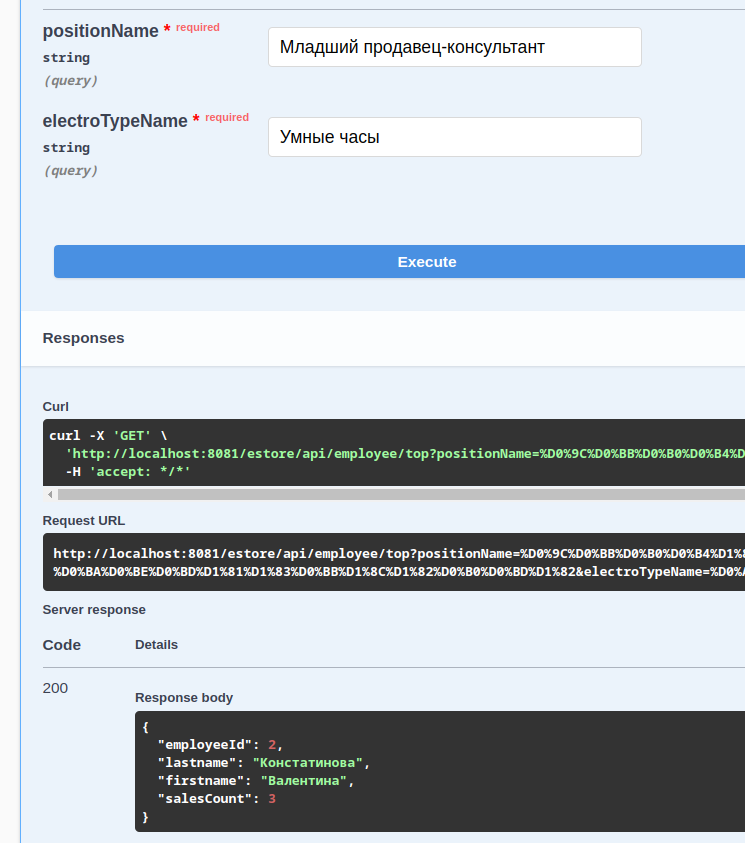 positionName * required
string
(query)
Младший продавец-консультант
electroTypeName * required
string
(query)
Умные часы
Execute
Responses
Curl
curl -X 'GET' \
'http://localhost:8081/estore/api/employee/top?positionName=%D0%9C%D0%BB%D0%B0%D0%B4%D
-H 'accept: */*'
Request URL
http://localhost:8081/estore/api/employee/top?positionName=%D0%9C%D0%BB%D0%B0%D0%B4%D1%8
%D0%BA%D0%BE%D0%BD%D1%81%D1%83%D0%BB%D1%8C%D1%82%D0%B0%D0%BD%D1%82&electroTypeName=%D0%A
Server response
Code
Details
200
Response body
{
"employeeId": 2,
"lastname": "Констатинова",
"firstname": "Валентина",
"salesCount": 3
}